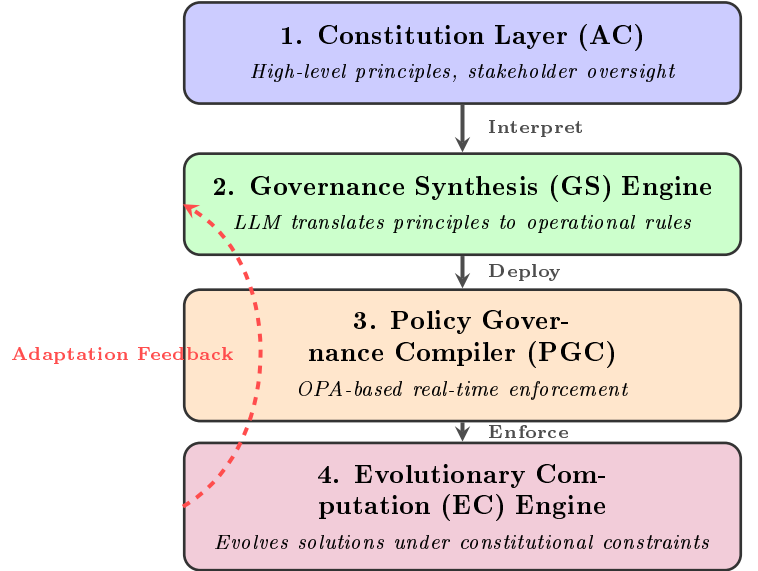 1. Constitution Layer (AC)
High-level principles, stakeholder oversight
Interpret
2. Governance Synthesis (GS) Engine
LLM translates principles to operational rules
Deploy
3. Policy Gover-
nance Compiler (PGC)
Adaptation Feedback
OPA-based real-time enforcement
Enforce
4. Evolutionary Com-
putation (EC) Engine
Evolves solutions under constitutional constraints